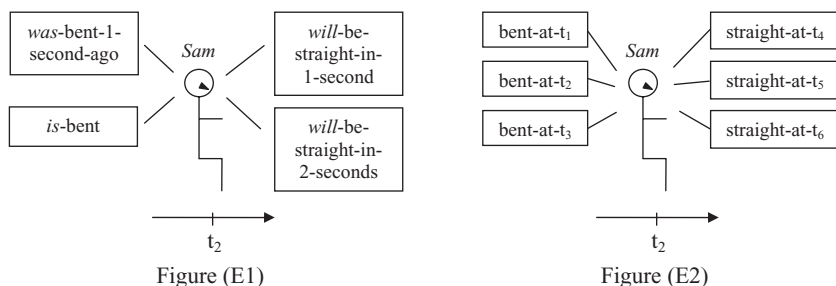 was-bent-1-
second-ago
is-bent
Sam
will-be-
straight-in-
1-second
will-be-
straight-in-
2-seconds
t₂
Figure (E1)
bent-at-t₁
bent-at-t₂
bent-at-t₃
Sam
straight-at-t₄
straight-at-t₅
straight-at-t₆
t₂
Figure (E2)